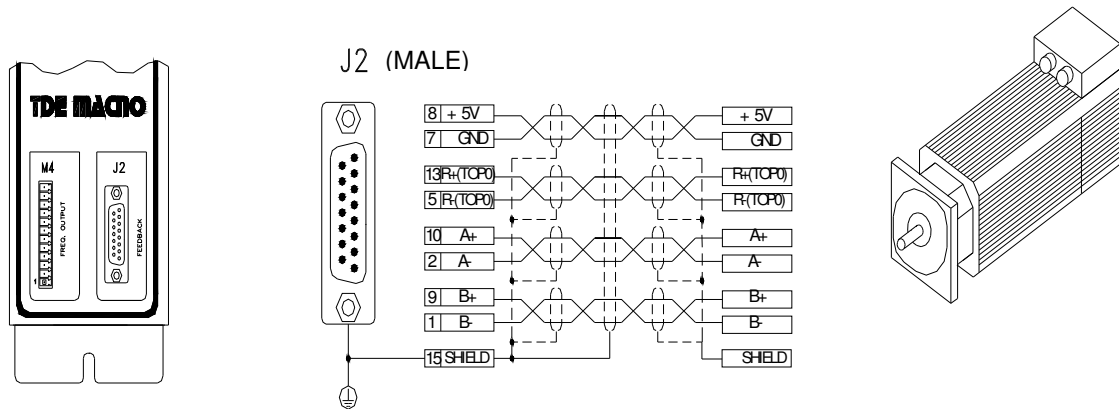 TDE MACNO
M4
J2
FREQ. OUTPUT
FEEDBACK
1
J2 (MALE)
8 + 5V
7 GND
13 R+(TOP0)
5 R-(TOP0)
10 A+
2 A-
9 B+
1 B-
15 SHIELD
+ 5V
GND
R+(TOP0)
R-(TOP0)
A+
A-
B+
B-
SHIELD